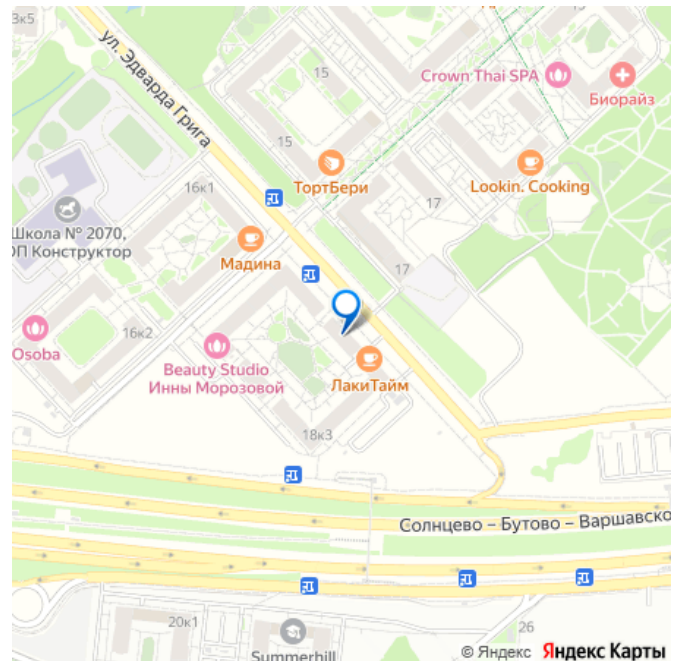 3к5
ул. Эдварда Грига
15
15
Crown Thai SPA
Биорайз
ТортБери
Lookin. Cooking
16к1
17
Школа № 2070,
ОП Конструктор
Мадина
17
16к2
Osoba
Beauty Studio
Инны Морозовой
ЛакиТайм
18к3
Солнцево – Бутово – Варшавско
20к1
Summerhill
26
© Яндекс Яндекс Карты